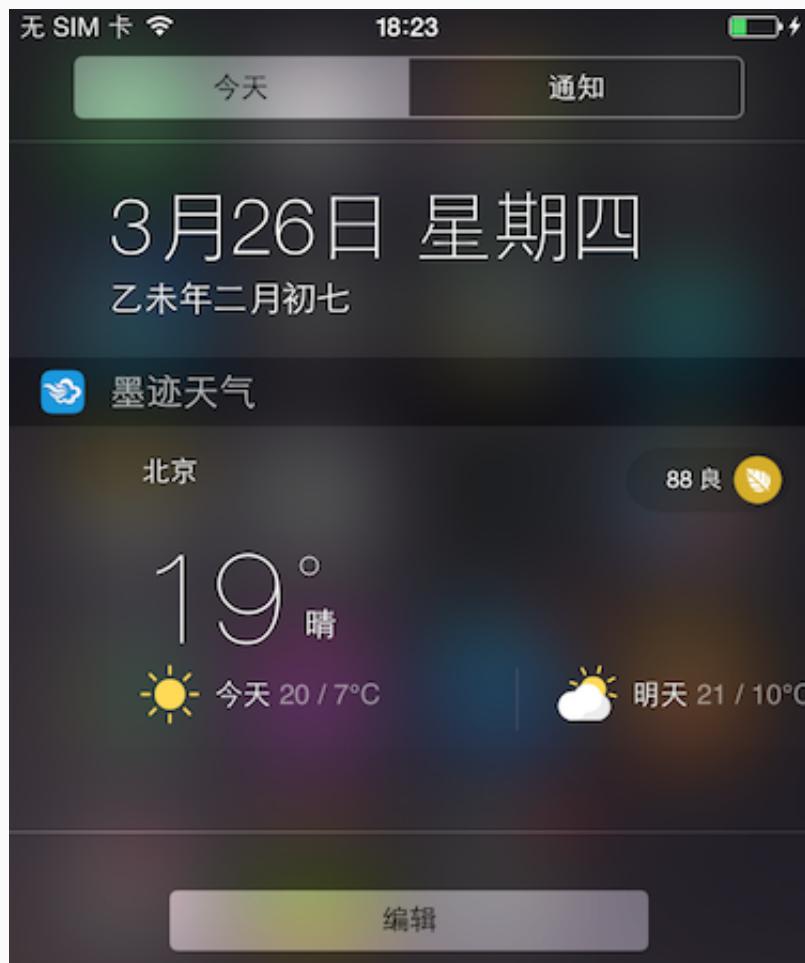 无 SIM 卡 18:23
今天 通知
3月26日 星期四
乙未年二月初七
墨迹天气
北京 88 良
19°
晴
今天 20 / 7°C 明天 21 / 10°C
编辑